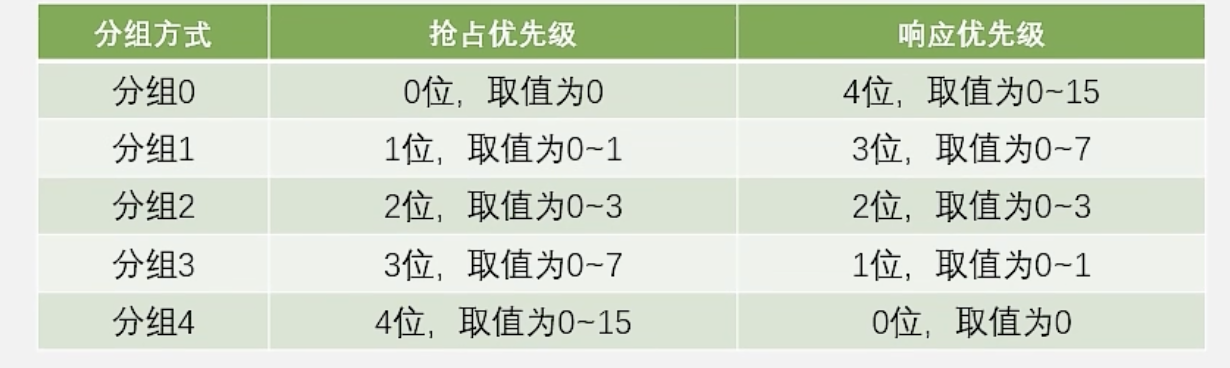 分组方式 抢占优先级 响应优先级
分组0 0位，取值为0 4位，取值为0~15
分组1 1位，取值为0~1 3位，取值为0~7
分组2 2位，取值为0~3 2位，取值为0~3
分组3 3位，取值为0~7 1位，取值为0~1
分组4 4位，取值为0~15 0位，取值为0